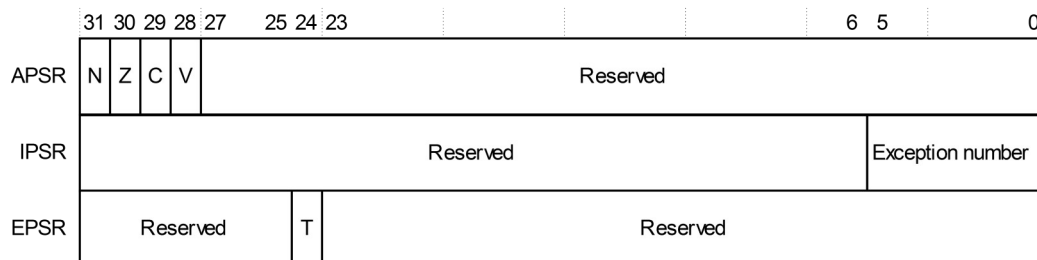 31 30 29 28 27 25 24 23 6 5 0
APSR N Z C V Reserved
IPSR Reserved Exception number
EPSR Reserved T Reserved